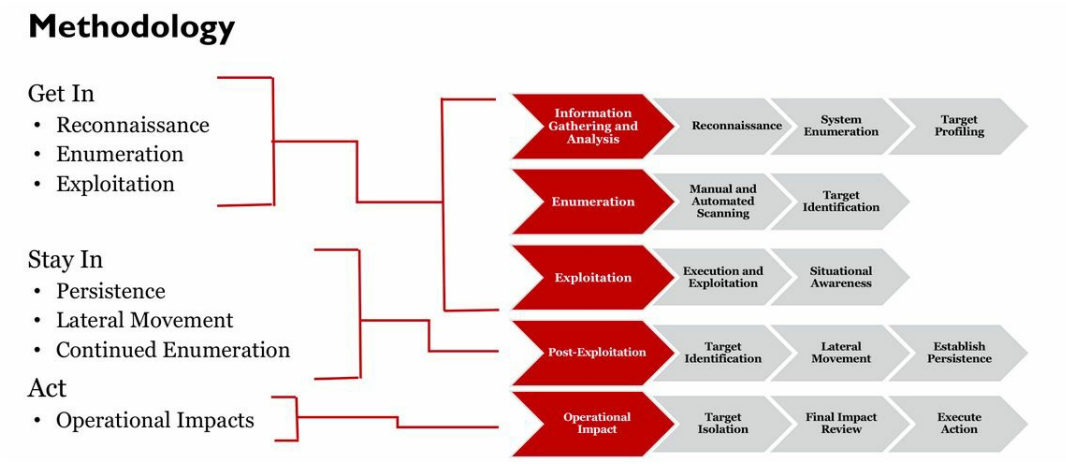 Methodology
Get In
• Reconnaissance
• Enumeration
• Exploitation
Stay In
• Persistence
• Lateral Movement
• Continued Enumeration
Act
• Operational Impacts
Information
Gathering and
Analysis
Reconnaissance
System
Enumeration
Target
Profiling
Enumeration
Manual and
Automated
Scanning
Target
Identification
Exploitation
Execution and
Exploitation
Situational
Awareness
Post-Exploitation
Target
Identification
Lateral
Movement
Establish
Persistence
Operational
Impact
Target
Isolation
Final Impact
Review
Execute
Action